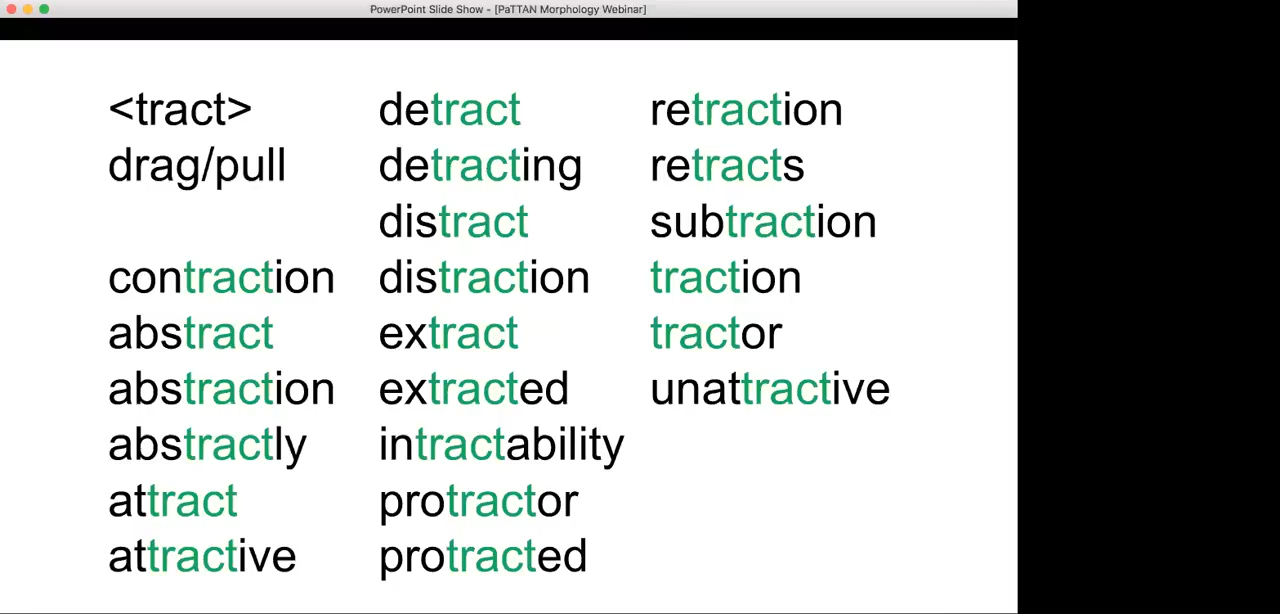 PowerPoint Slide Show - [PaTTAN Morphology Webinar]
<tract>
drag/pull
contraction
abstract
abstraction
abstractly
attract
attractive
detract
detracting
distract
distraction
extract
extracted
intractability
protractor
protracted
retraction
retracts
subtraction
traction
tractor
unattractive